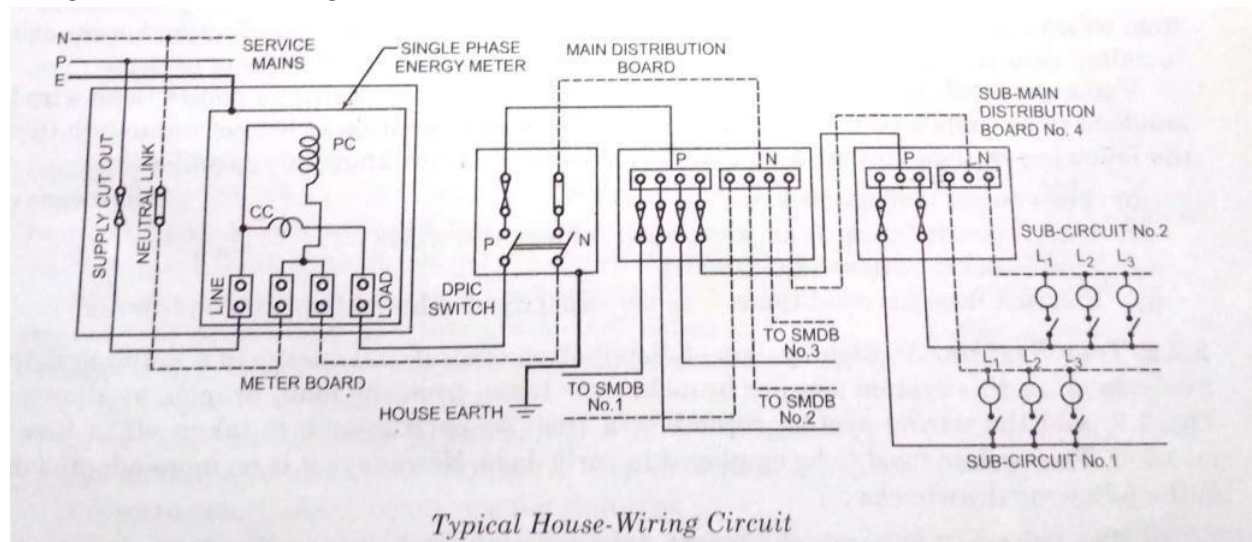 N
P
E
SERVICE
MAINS
SINGLE PHASE
ENERGY METER
MAIN DISTRIBUTION
BOARD
SUB-MAIN
DISTRIBUTION
BOARD No. 4
SUPPLY CUT OUT
NEUTRAL LINK
PC
CC
LINE
LOAD
METER BOARD
P
N
DPIC
SWITCH
HOUSE EARTH
P
N
TO SMDB
No.1
TO SMDB
No.2
TO SMDB
No.3
P
N
SUB-CIRCUIT No.2
L1 L2 L3
1 2 3
SUB-CIRCUIT No.1
Typical House-Wiring Circuit